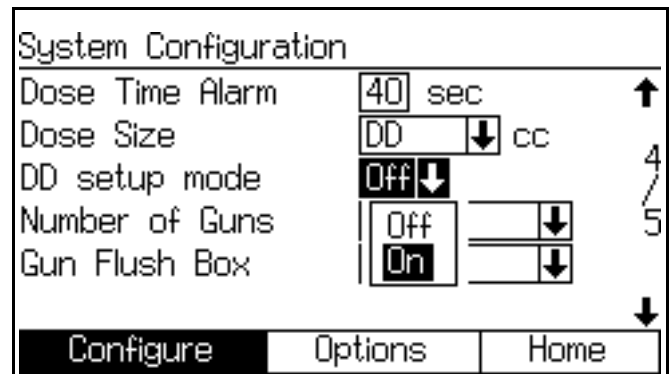 System Configuration
Dose Time Alarm 40 sec
Dose Size DD cc
DD setup mode Off
Number of Guns Off
Gun Flush Box On
4/5
Configure Options Home